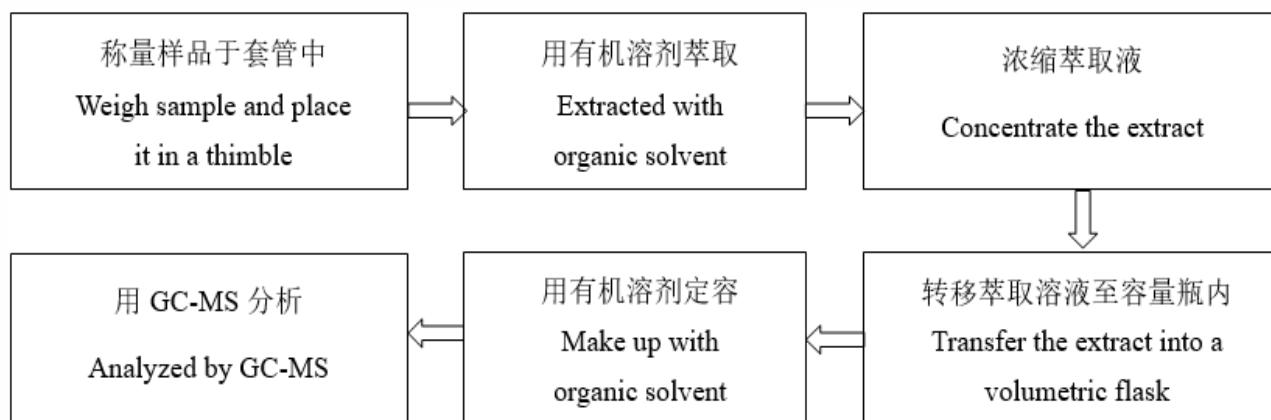 称量样品于套管中
Weigh sample and place
it in a thimble
用有机溶剂萃取
Extracted with
organic solvent
浓缩萃取液
Concentrate the extract
转移萃取溶液至容量瓶内
Transfer the extract into a
volumetric flask
用有机溶剂定容
Make up with
organic solvent
用 GC-MS 分析
Analyzed by GC-MS